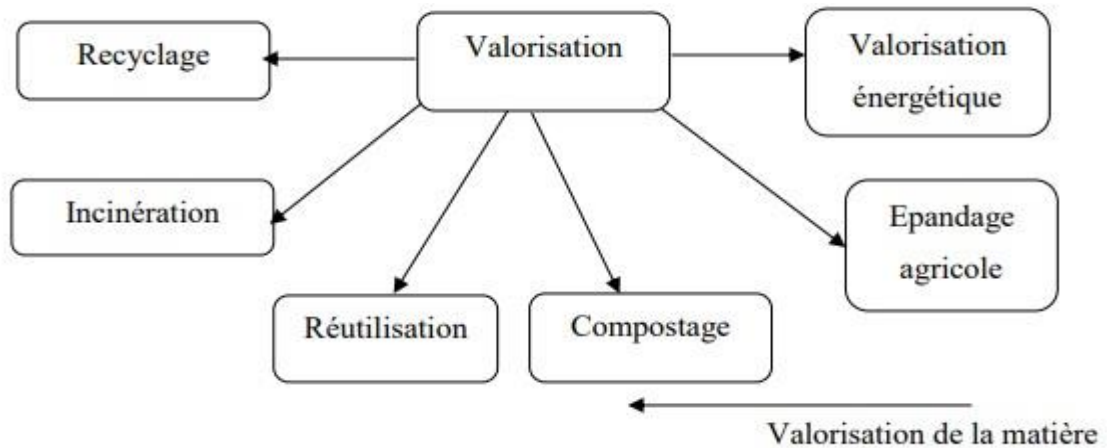 Recyclage
Valorisation
Valorisation
énergétique
Incinération
Epandage
agricole
Réutilisation
Compostage
Valorisation de la matière